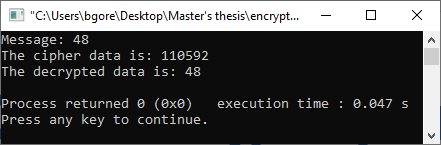 "C:\Users\bgore\Desktop\Master's thesis\encrypt...
Message: 48
The cipher data is: 110592
The decrypted data is: 48
Process returned 0 (0x0)   execution time : 0.047 s
Press any key to continue.